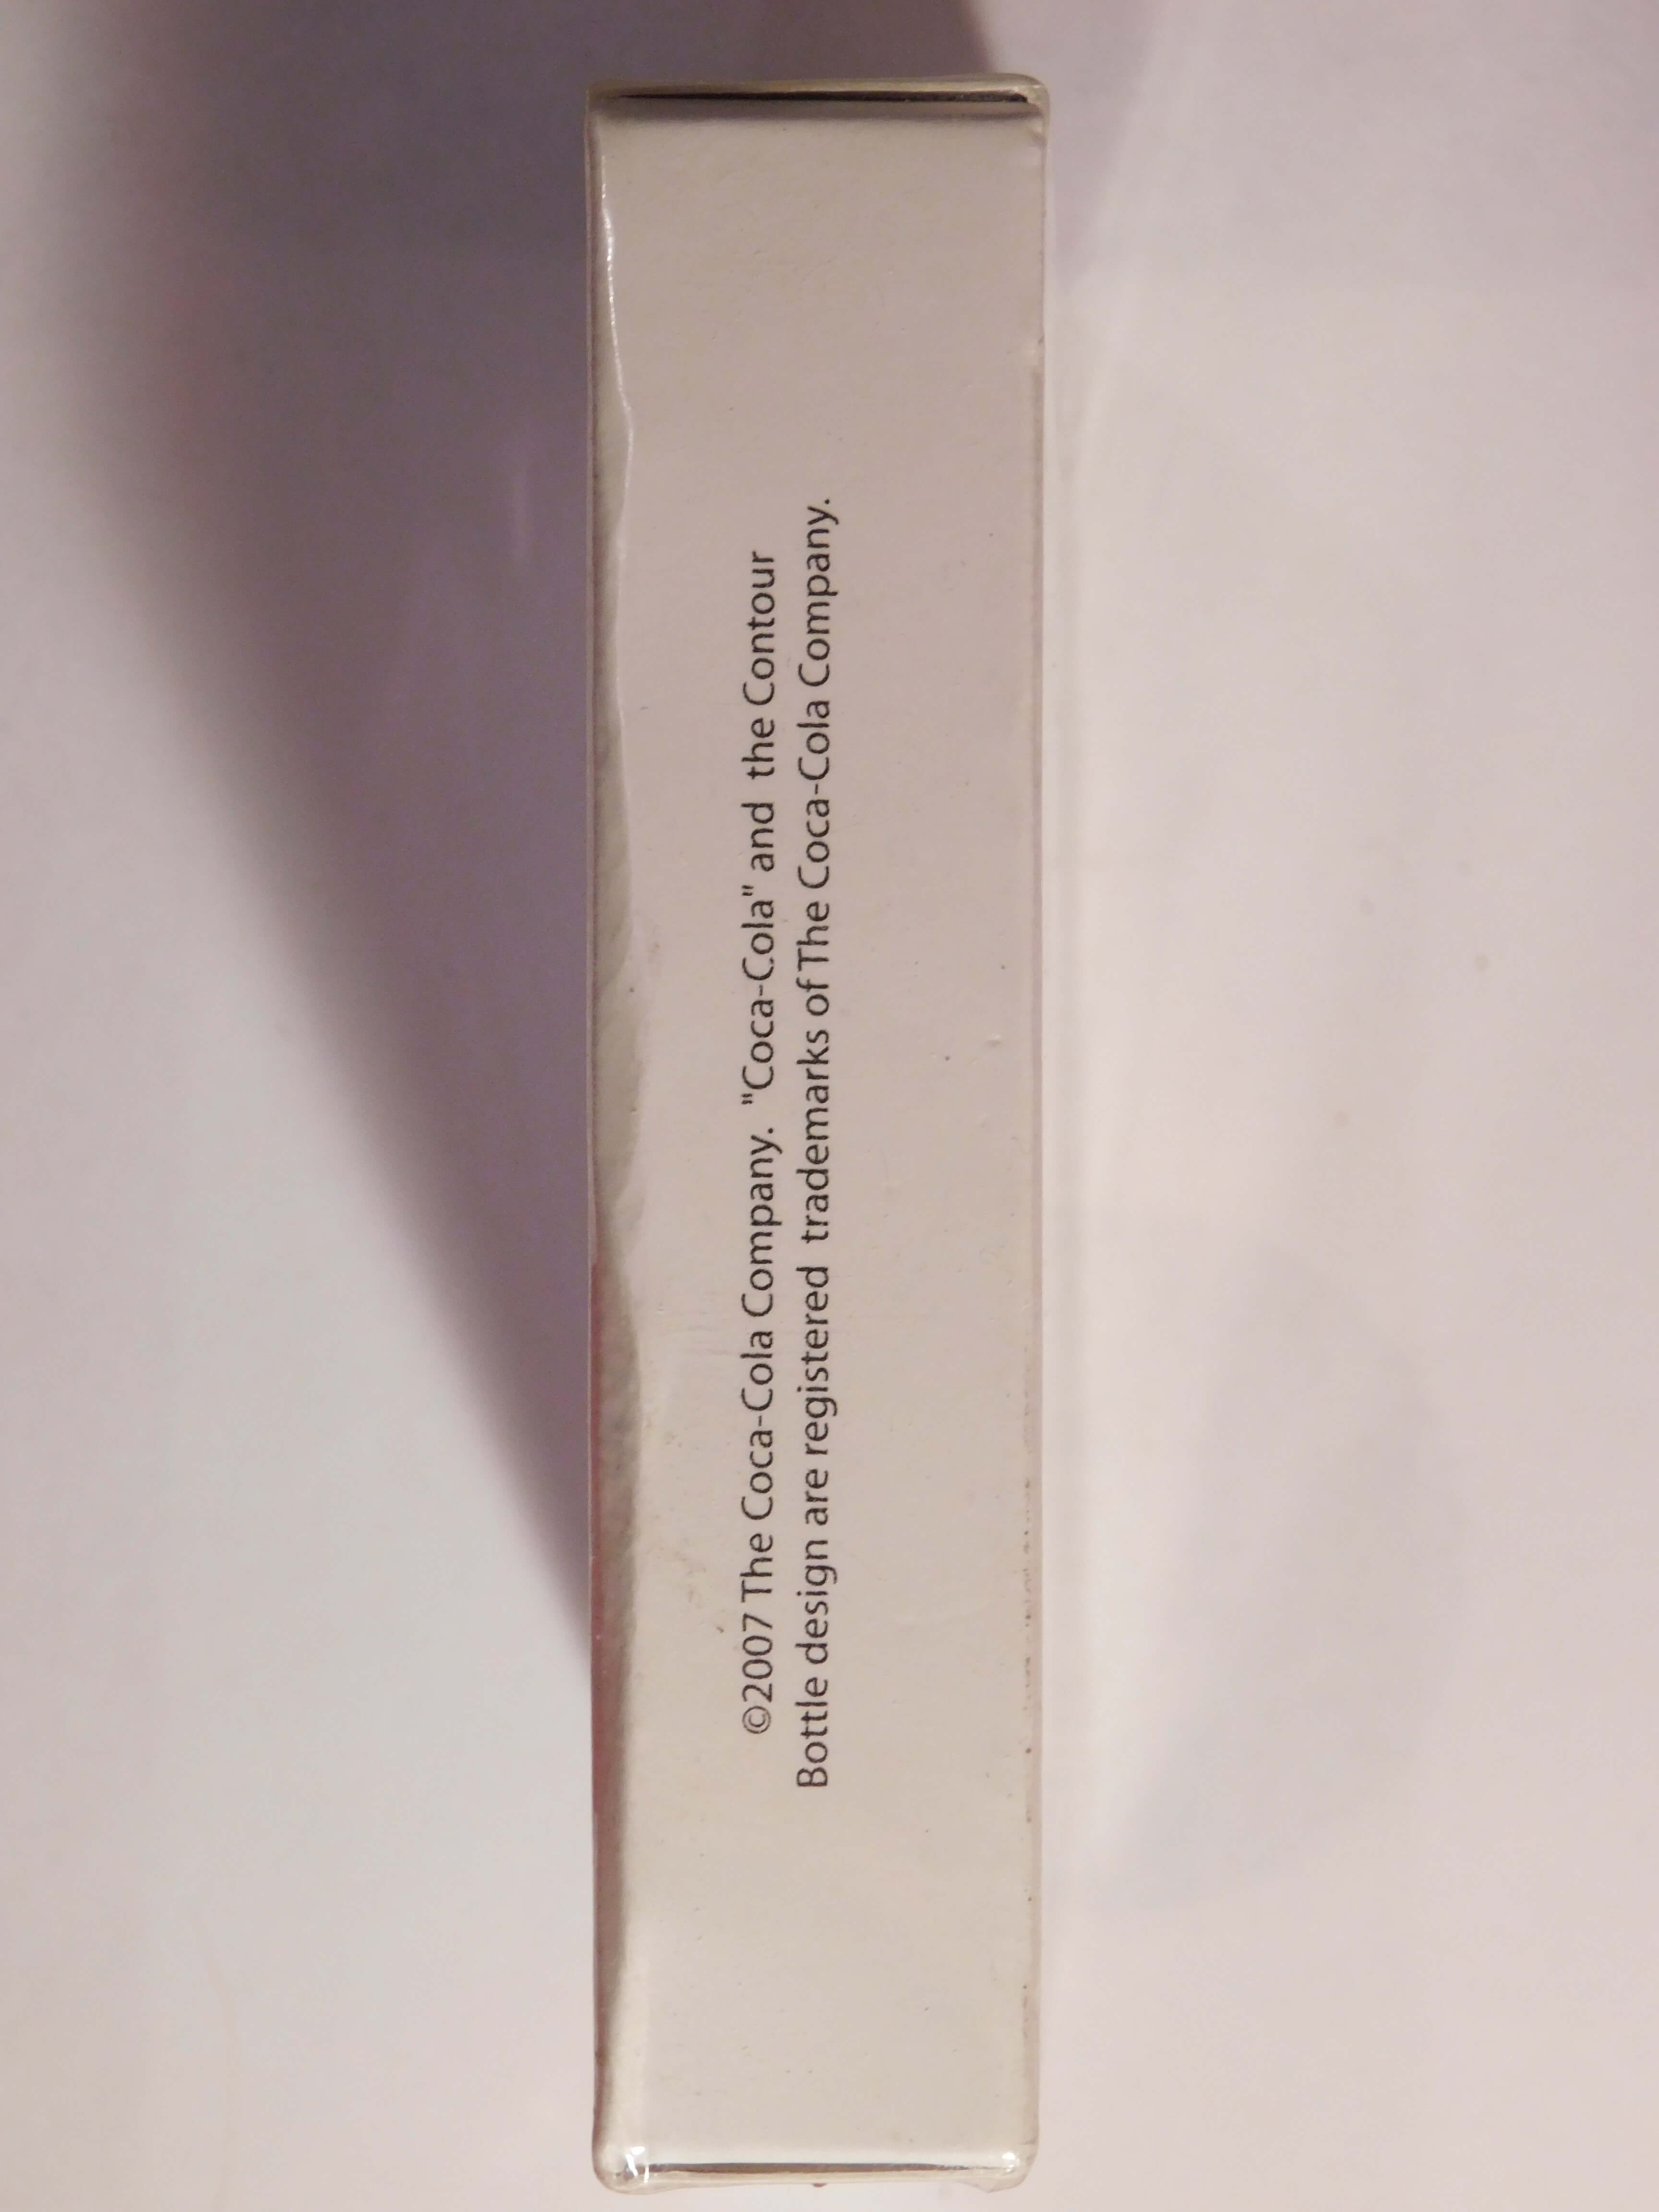 ©2007 The Coca-Cola Company. "Coca-Cola" and the Contour
Bottle design are registered trademarks of The Coca-Cola Company.